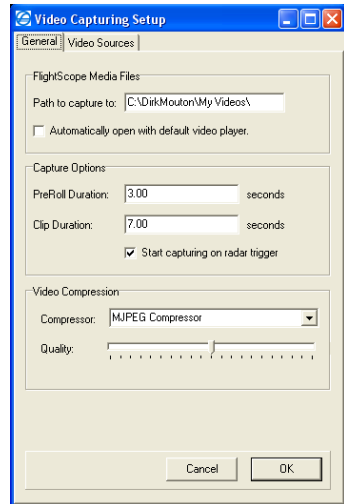 Video Capturing Setup
General Video Sources
FlightScope Media Files
Path to capture to: C:\DirkMouton\My Videos\
Automatically open with default video player.
Capture Options
PreRoll Duration: 3.00 seconds
Clip Duration: 7.00 seconds
Start capturing on radar trigger
Video Compression
Compressor: MJPEG Compressor
Quality:
Cancel OK